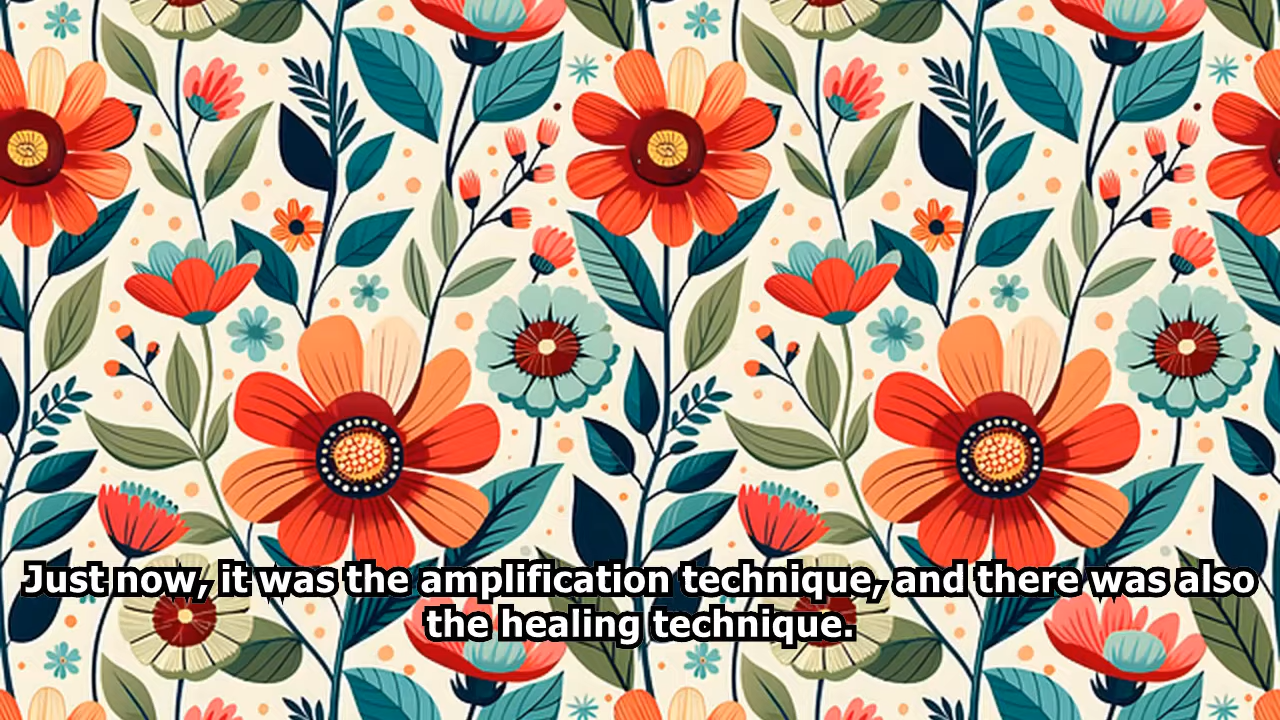 Just now, it was the amplification technique, and there was also
the healing technique.